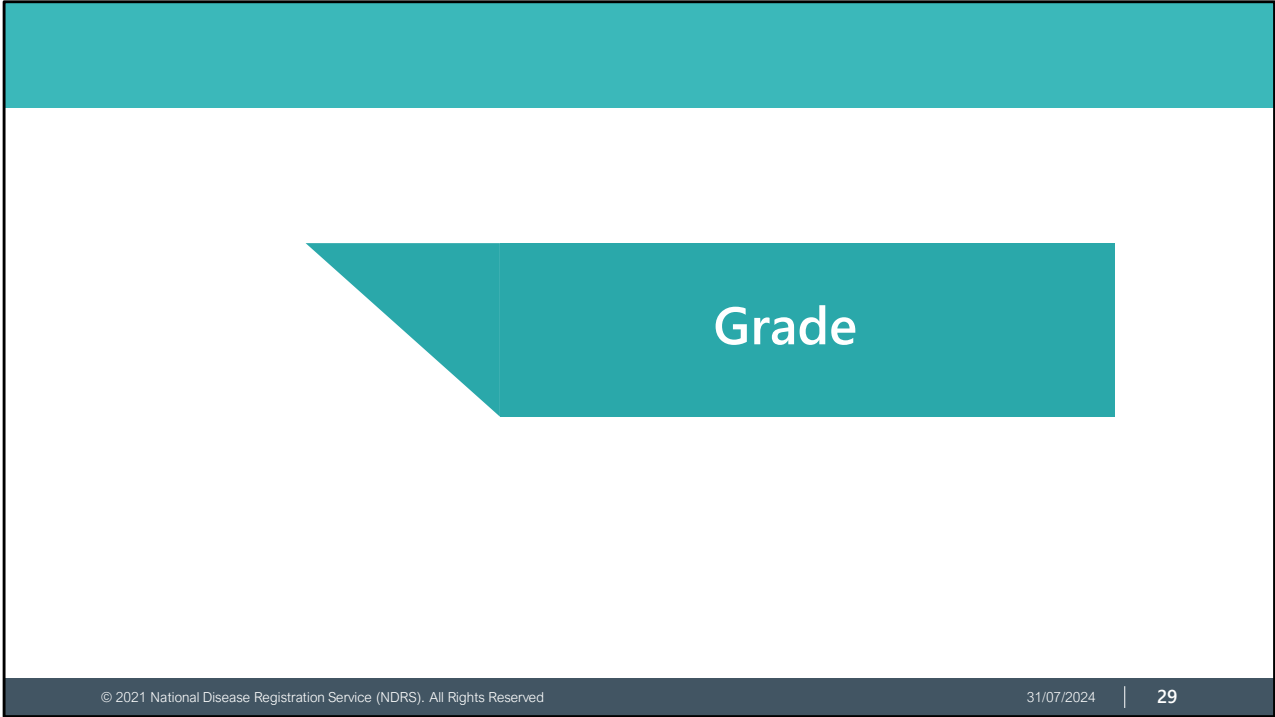 Grade
© 2021 National Disease Registration Service (NDRS). All Rights Reserved
31/07/2024
29